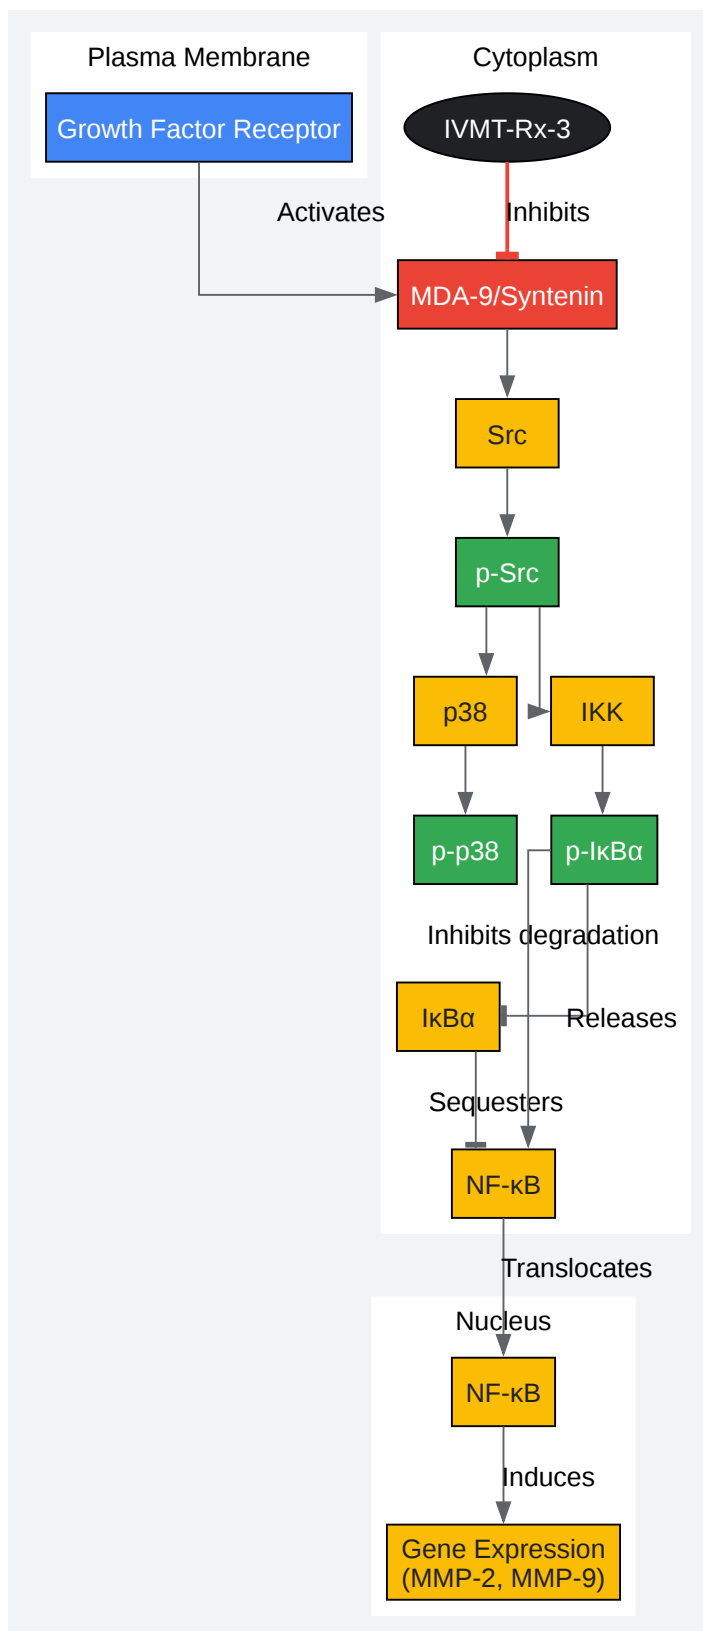 Plasma Membrane
Cytoplasm
Growth Factor Receptor
IVMT-Rx-3
Activates
Inhibits
MDA-9/Syntenin
Src
p-Src
p38
IKK
p-p38
p-IκBα
Inhibits degradation
IκBα
Releases
Sequesters
NF-κB
Translocates
Nucleus
NF-κB
Induces
Gene Expression
(MMP-2, MMP-9)